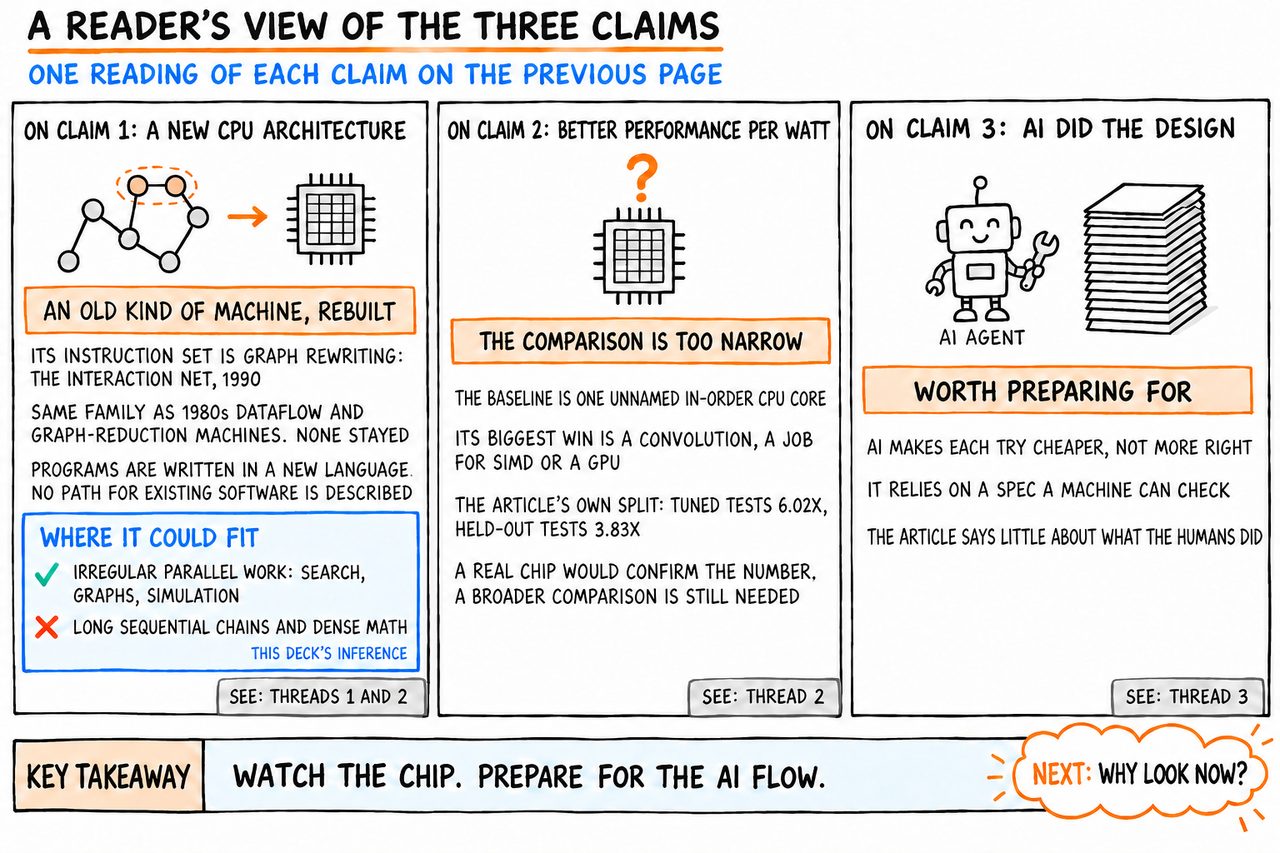 A READER'S VIEW OF THE THREE CLAIMS
ONE READING OF EACH CLAIM ON THE PREVIOUS PAGE
ON CLAIM 1: A NEW CPU ARCHITECTURE
AN OLD KIND OF MACHINE, REBUILT
ITS INSTRUCTION SET IS GRAPH REWRITING:
THE INTERACTION NET, 1990
SAME FAMILY AS 1980s DATAFLOW AND
GRAPH-REDUCTION MACHINES. NONE STAYED
PROGRAMS ARE WRITTEN IN A NEW LANGUAGE.
NO PATH FOR EXISTING SOFTWARE IS DESCRIBED
WHERE IT COULD FIT
IRREGULAR PARALLEL WORK: SEARCH,
GRAPHS, SIMULATION
LONG SEQUENTIAL CHAINS AND DENSE MATH
THIS DECK'S INFERENCE
SEE: THREADS 1 AND 2
ON CLAIM 2: BETTER PERFORMANCE PER WATT
?
THE COMPARISON IS TOO NARROW
THE BASELINE IS ONE UNNAMED IN-ORDER CPU CORE
ITS BIGGEST WIN IS A CONVOLUTION, A JOB
FOR SIMD OR A GPU
THE ARTICLE'S OWN SPLIT: TUNED TESTS 6.02X,
HELD-OUT TESTS 3.83X
A REAL CHIP WOULD CONFIRM THE NUMBER.
A BROADER COMPARISON IS STILL NEEDED
SEE: THREAD 2
ON CLAIM 3: AI DID THE DESIGN
AI AGENT
WORTH PREPARING FOR
AI MAKES EACH TRY CHEAPER, NOT MORE RIGHT
IT RELIES ON A SPEC A MACHINE CAN CHECK
THE ARTICLE SAYS LITTLE ABOUT WHAT THE HUMANS DID
SEE: THREAD 3
KEY TAKEAWAY
WATCH THE CHIP. PREPARE FOR THE AI FLOW.
NEXT: WHY LOOK NOW?